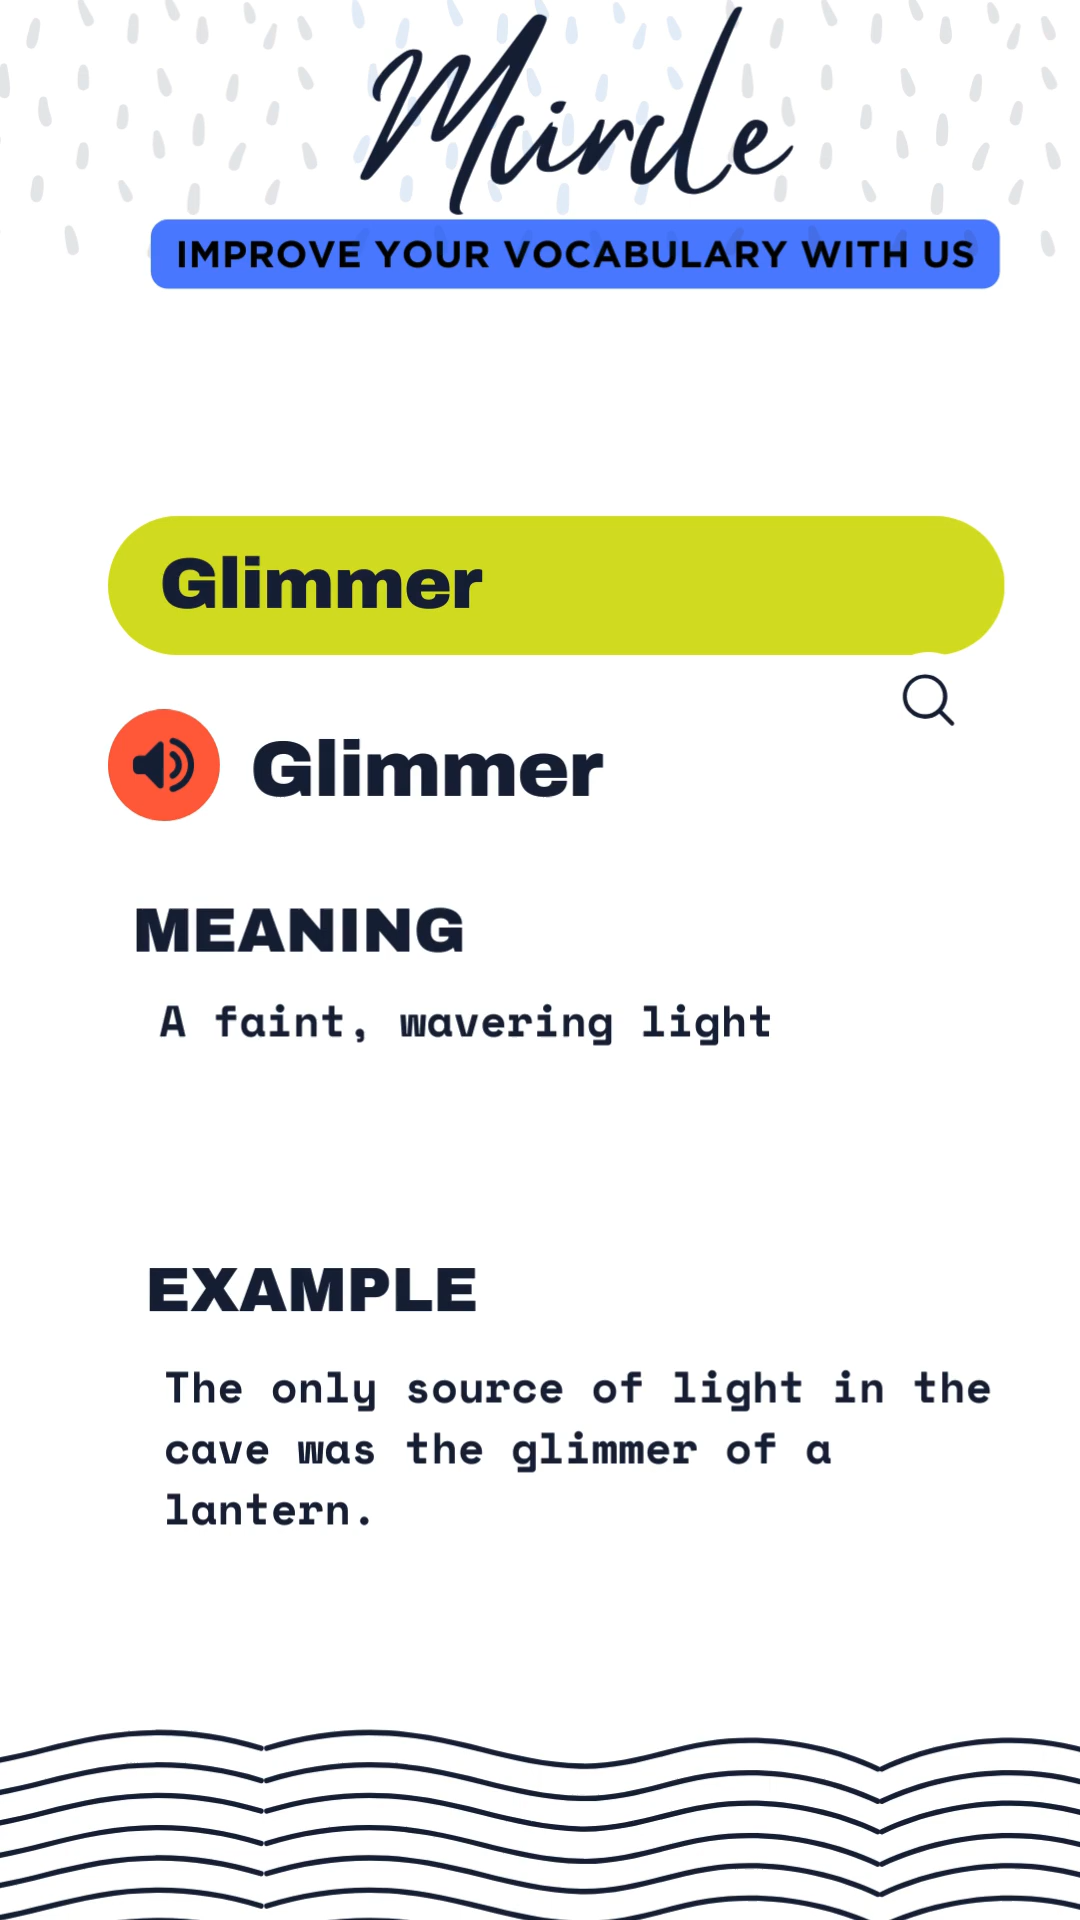 IMPROVE YOUR VOCABULARY WITH US
Glimmer
Glimmer
MEANING
A faint, wavering light
EXAMPLE
The only source of light in the
cave was the glimmer of a
lantern.